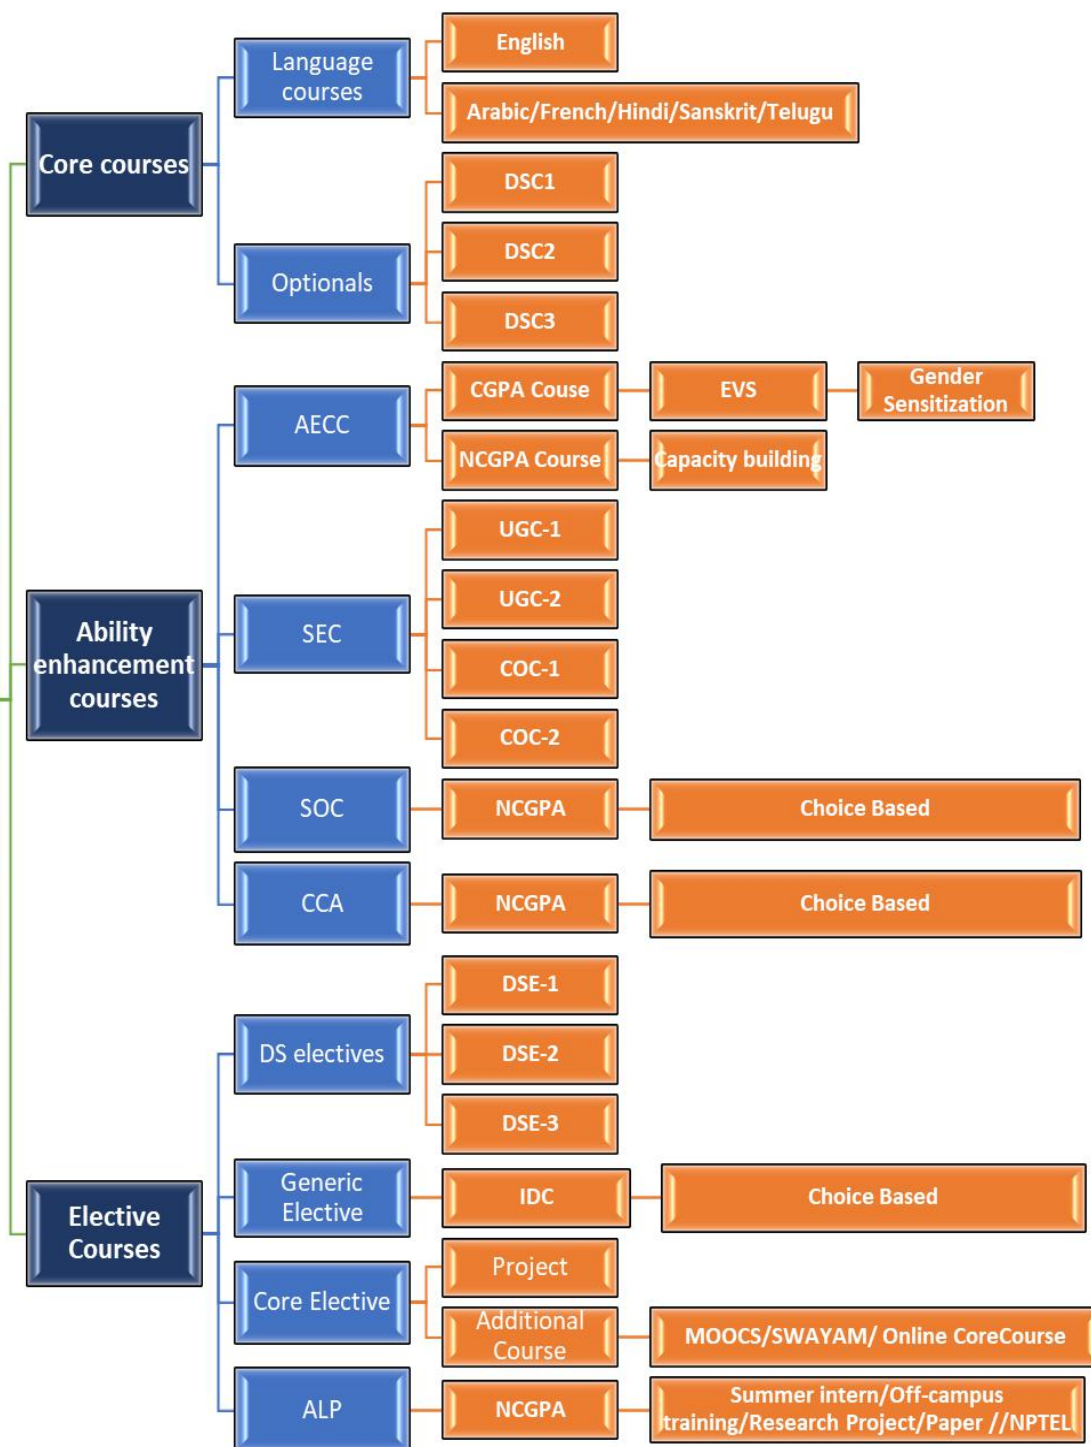 Core courses
Language
courses
English
Arabic/French/Hindi/Sanskrit/Telugu
Optionals
DSC1
DSC2
DSC3
Ability
enhancement
courses
AECC
CGPA Couse
EVS
Gender
Sensitization
NCGPA Course
Capacity building
SEC
UGC-1
UGC-2
COC-1
COC-2
SOC
NCGPA
Choice Based
CCA
NCGPA
Choice Based
Elective
Courses
DS electives
DSE-1
DSE-2
DSE-3
Generic
Elective
IDC
Choice Based
Core Elective
Project
Additional
Course
MOOCS/SWAYAM/ Online CoreCourse
ALP
NCGPA
Summer intern/Off-campus
training/Research Project/Paper //NPTEL